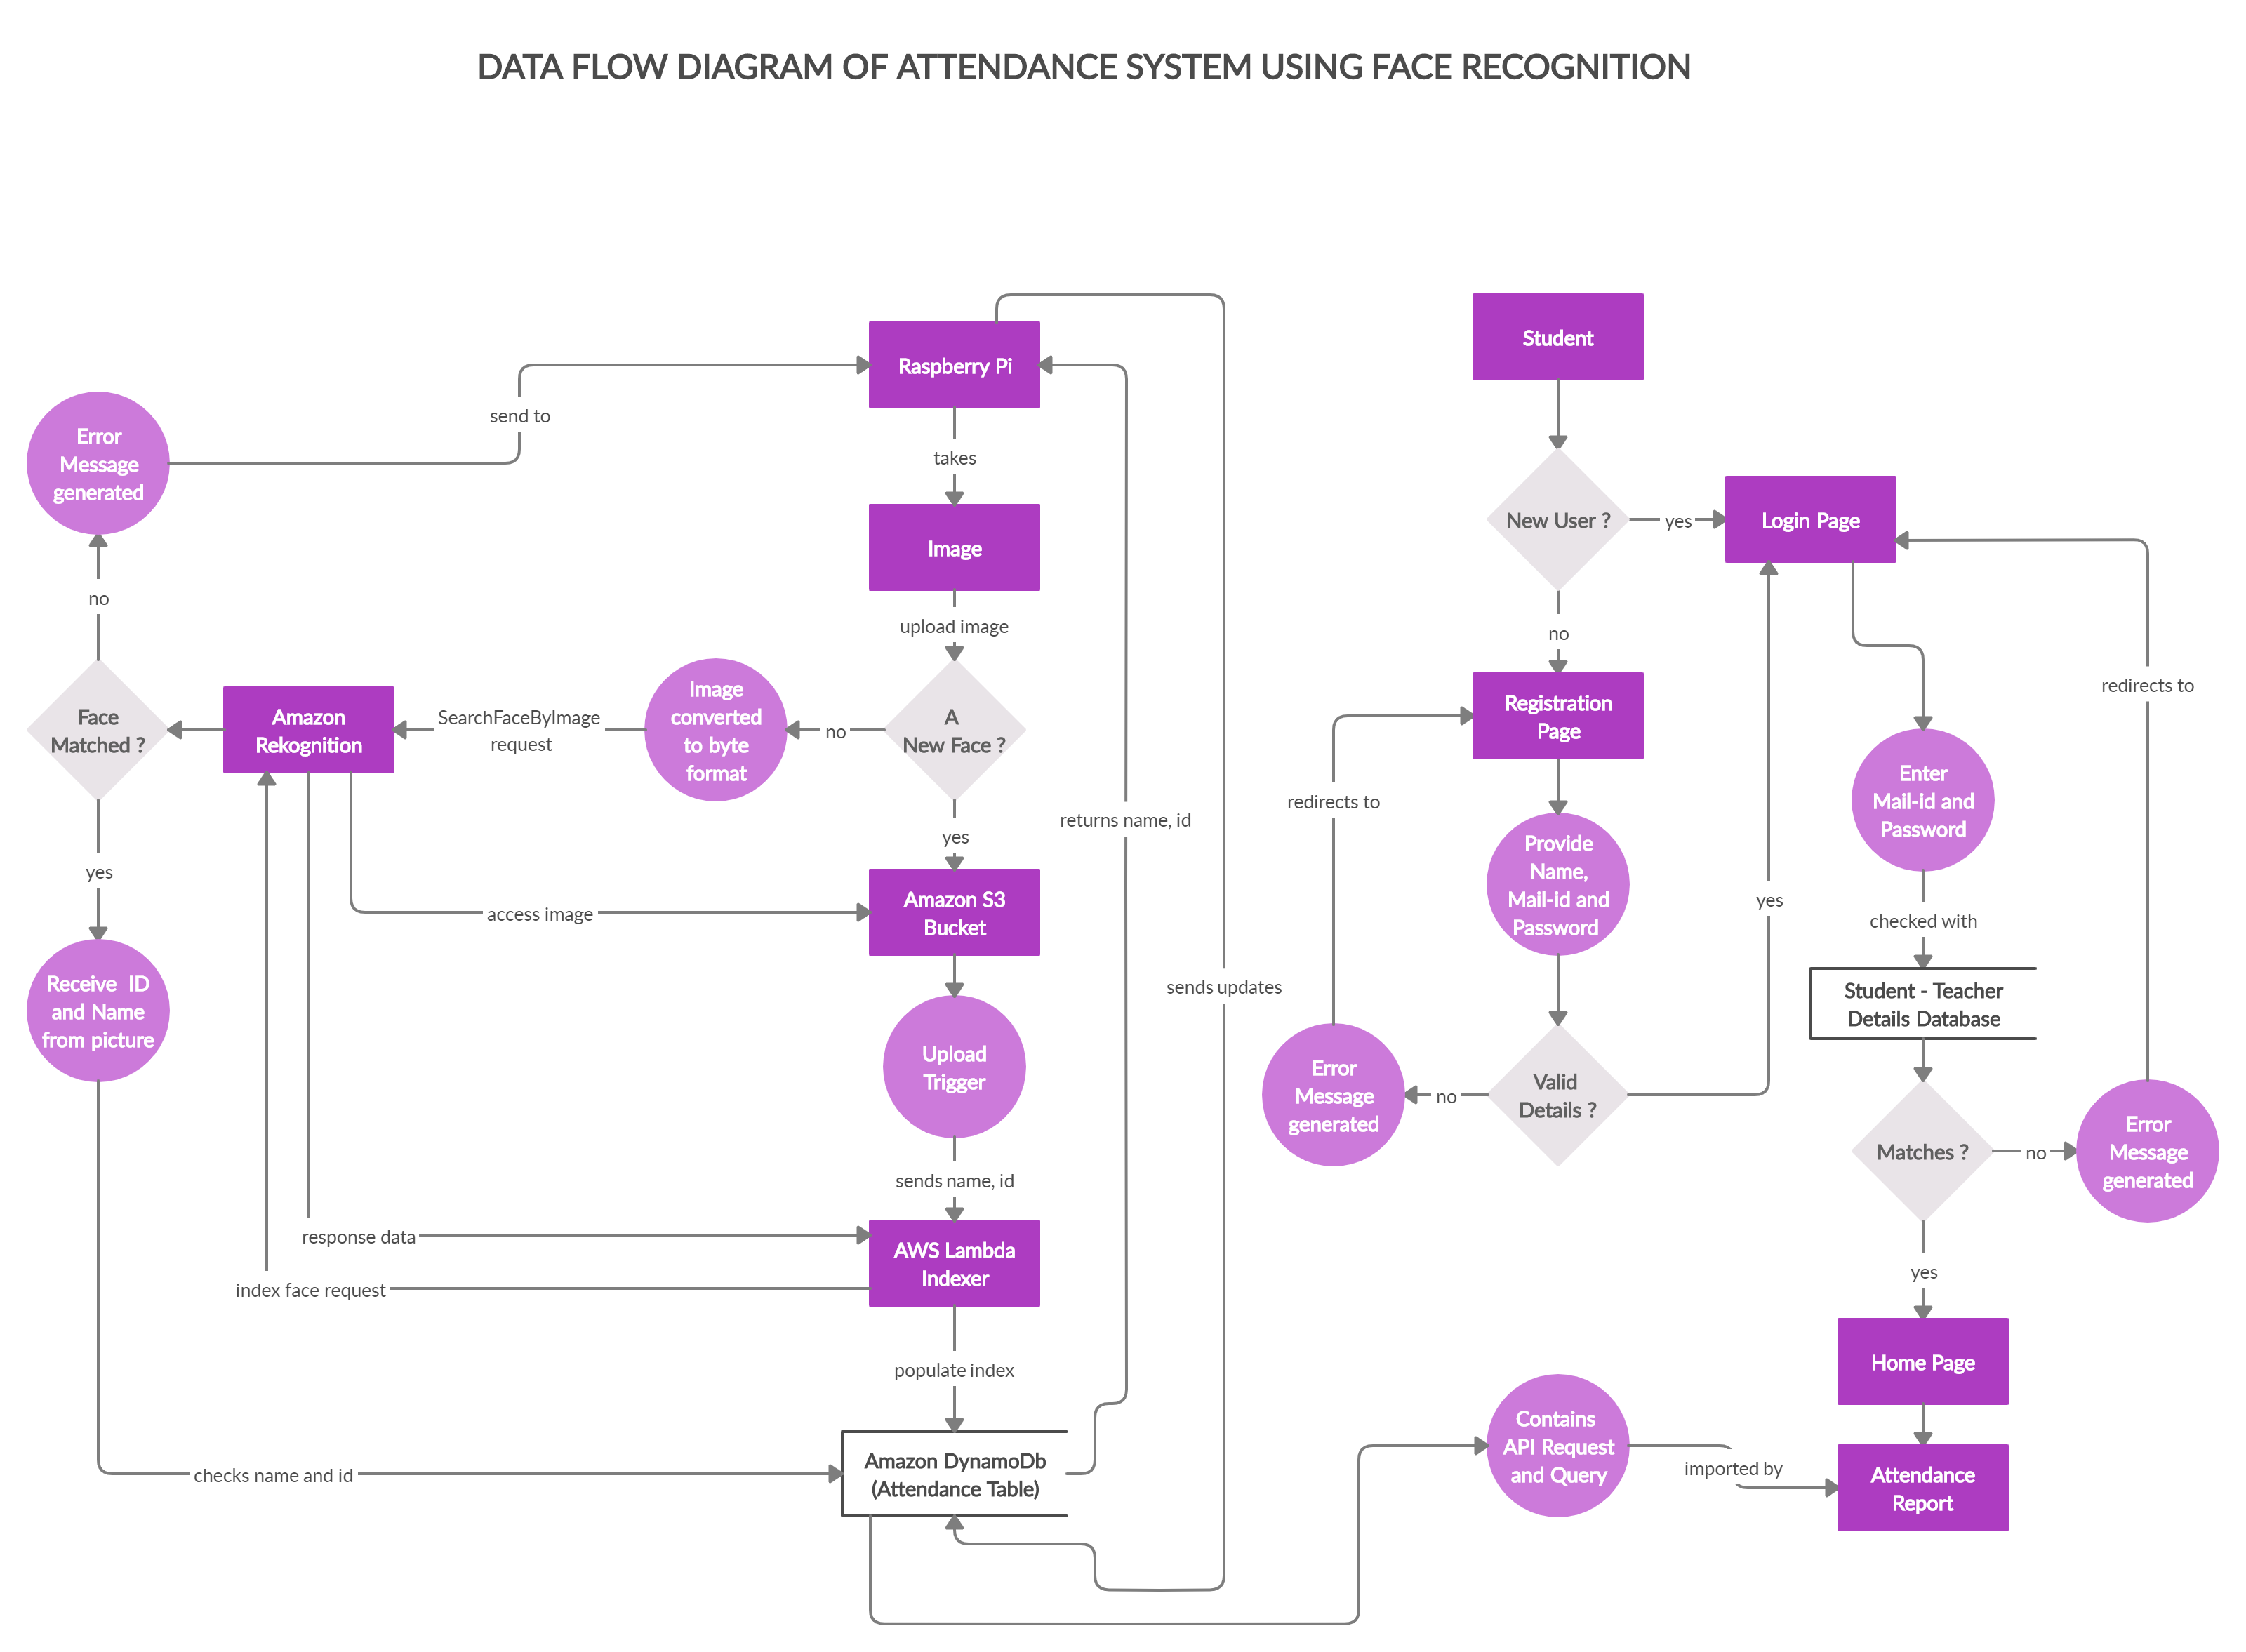 DATA FLOW DIAGRAM OF ATTENDANCE SYSTEM USING FACE RECOGNITION
Raspberry Pi
send to
Error
Message
generated
takes
Image
upload image
no
Face
Matched ?
Amazon
Rekognition
SearchFaceByImage
request
Image
converted
to byte
format
no
A
New Face ?
yes
yes
returns name, id
access image
Amazon S3
Bucket
Receive  ID
and Name
from picture
sends updates
Upload
Trigger
sends name, id
response data
AWS Lambda
Indexer
index face request
populate index
checks name and id
Amazon DynamoDb
(Attendance Table)
Student
New User ?
yes
Login Page
no
redirects to
Registration
Page
redirects to
Enter
Mail-id and
Password
Provide
Name,
Mail-id and
Password
yes
checked with
Student - Teacher
Details Database
Error
Message
generated
no
Valid
Details ?
Matches ?
no
Error
Message
generated
yes
Home Page
Contains
API Request
and Query
imported by
Attendance
Report